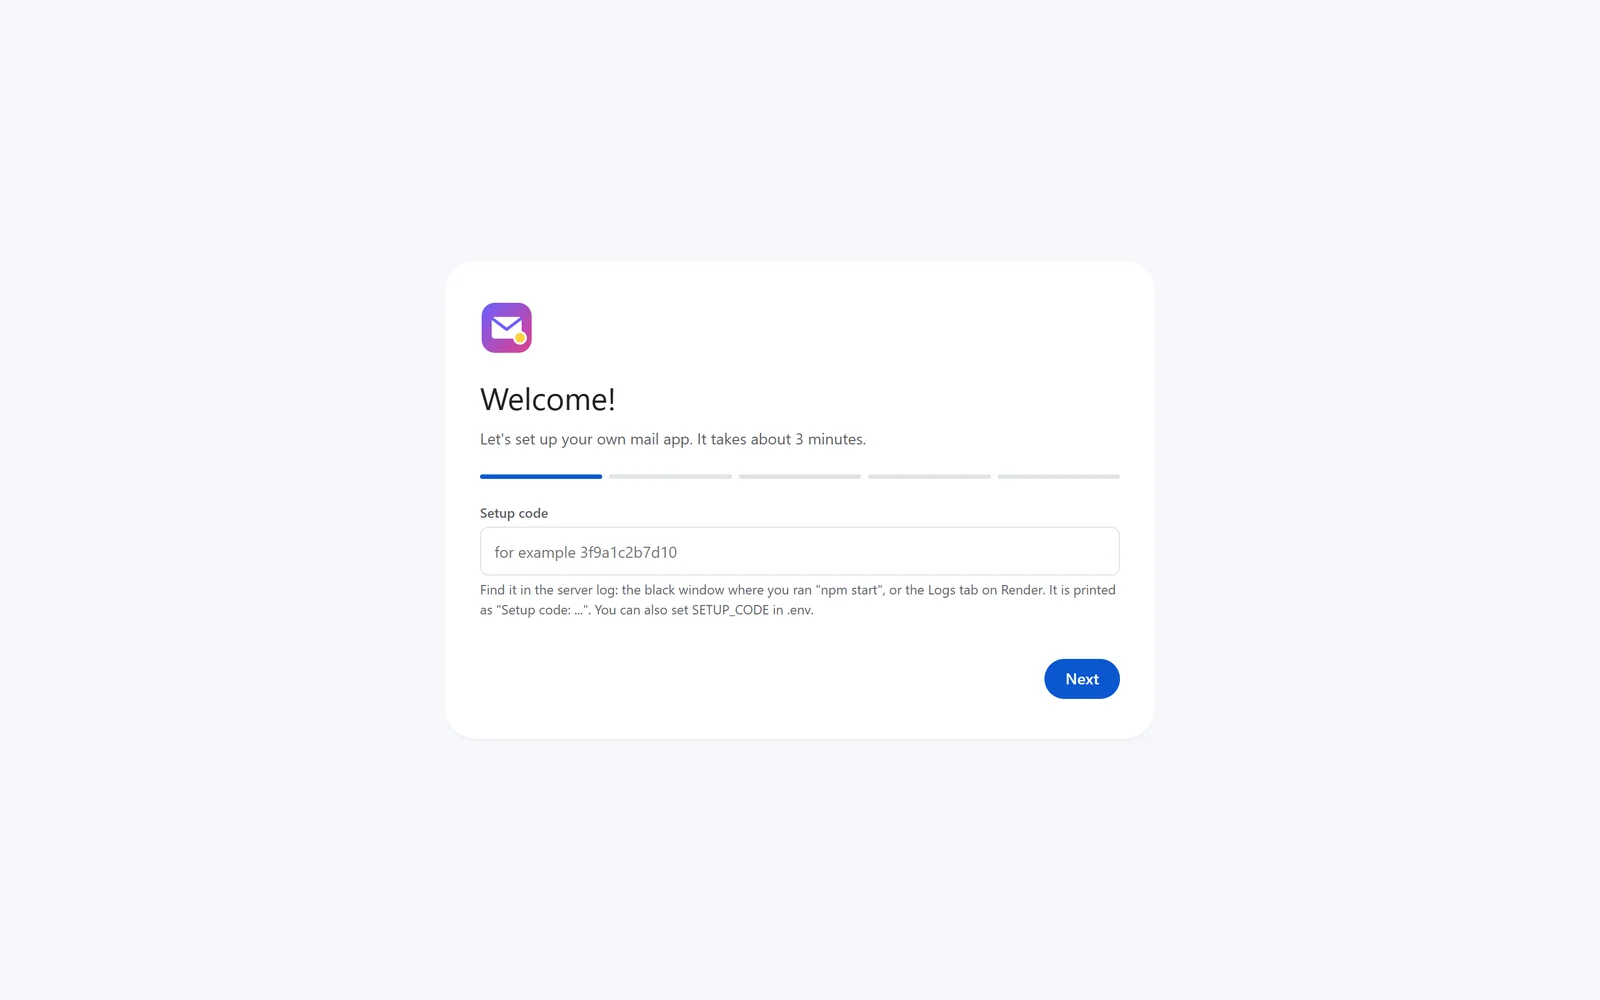 Welcome!
Let's set up your own mail app. It takes about 3 minutes.
Setup code
for example 3f9a1c2b7d10
Find it in the server log: the black window where you ran "npm start", or the Logs tab on Render. It is printed
as "Setup code: ...". You can also set SETUP_CODE in .env.
Next